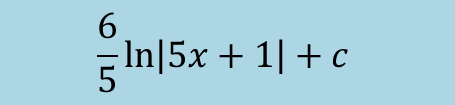 6/5 ln|5x + 1| + c